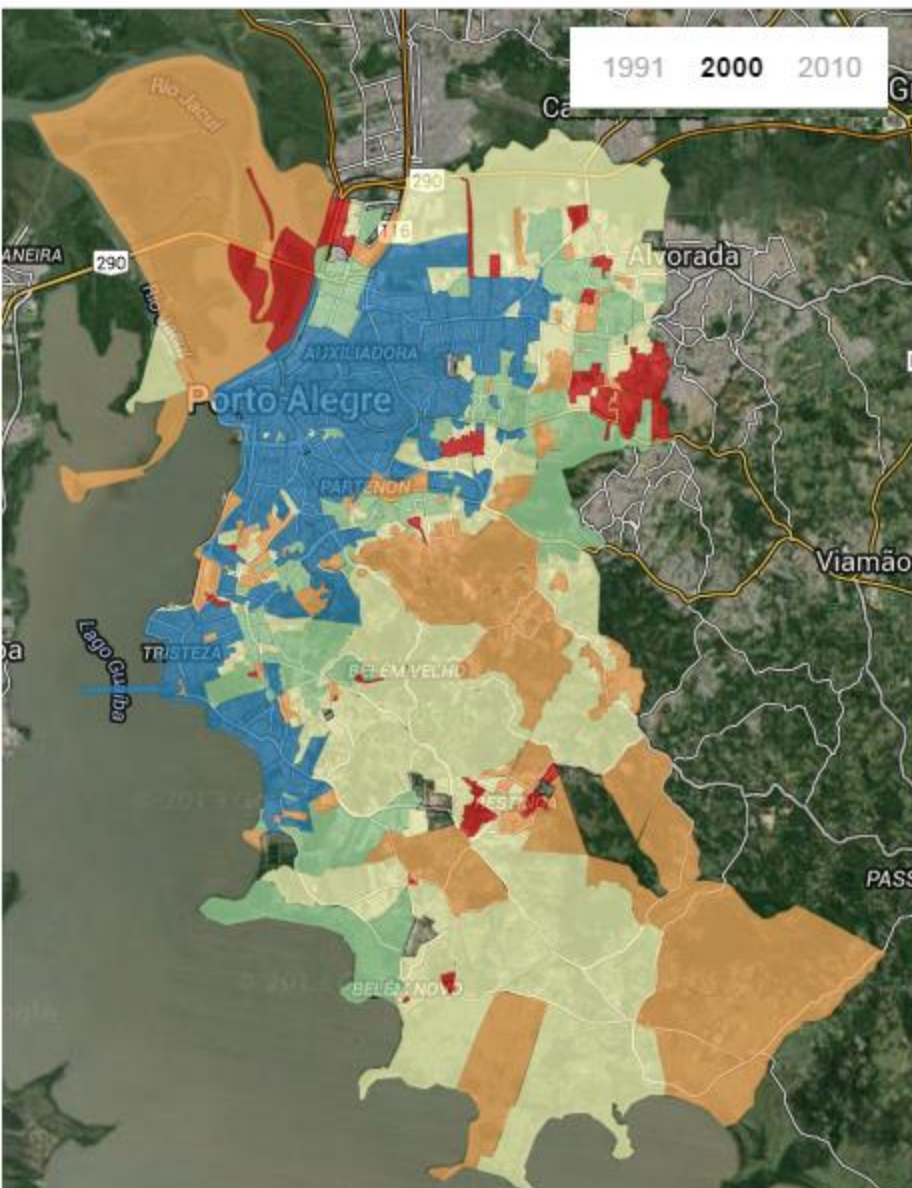 1991 2000 2010
Ca
G
Rio Jacuí
290
116
ANEIRA
290
Alvorada
AUXILIADORA
Porto Alegre
PARTENON
Viamão
Lago Guaíba
TRISTEZA
BELÉM VELHO
RESTINGA
PASS
BELÉM NOVO